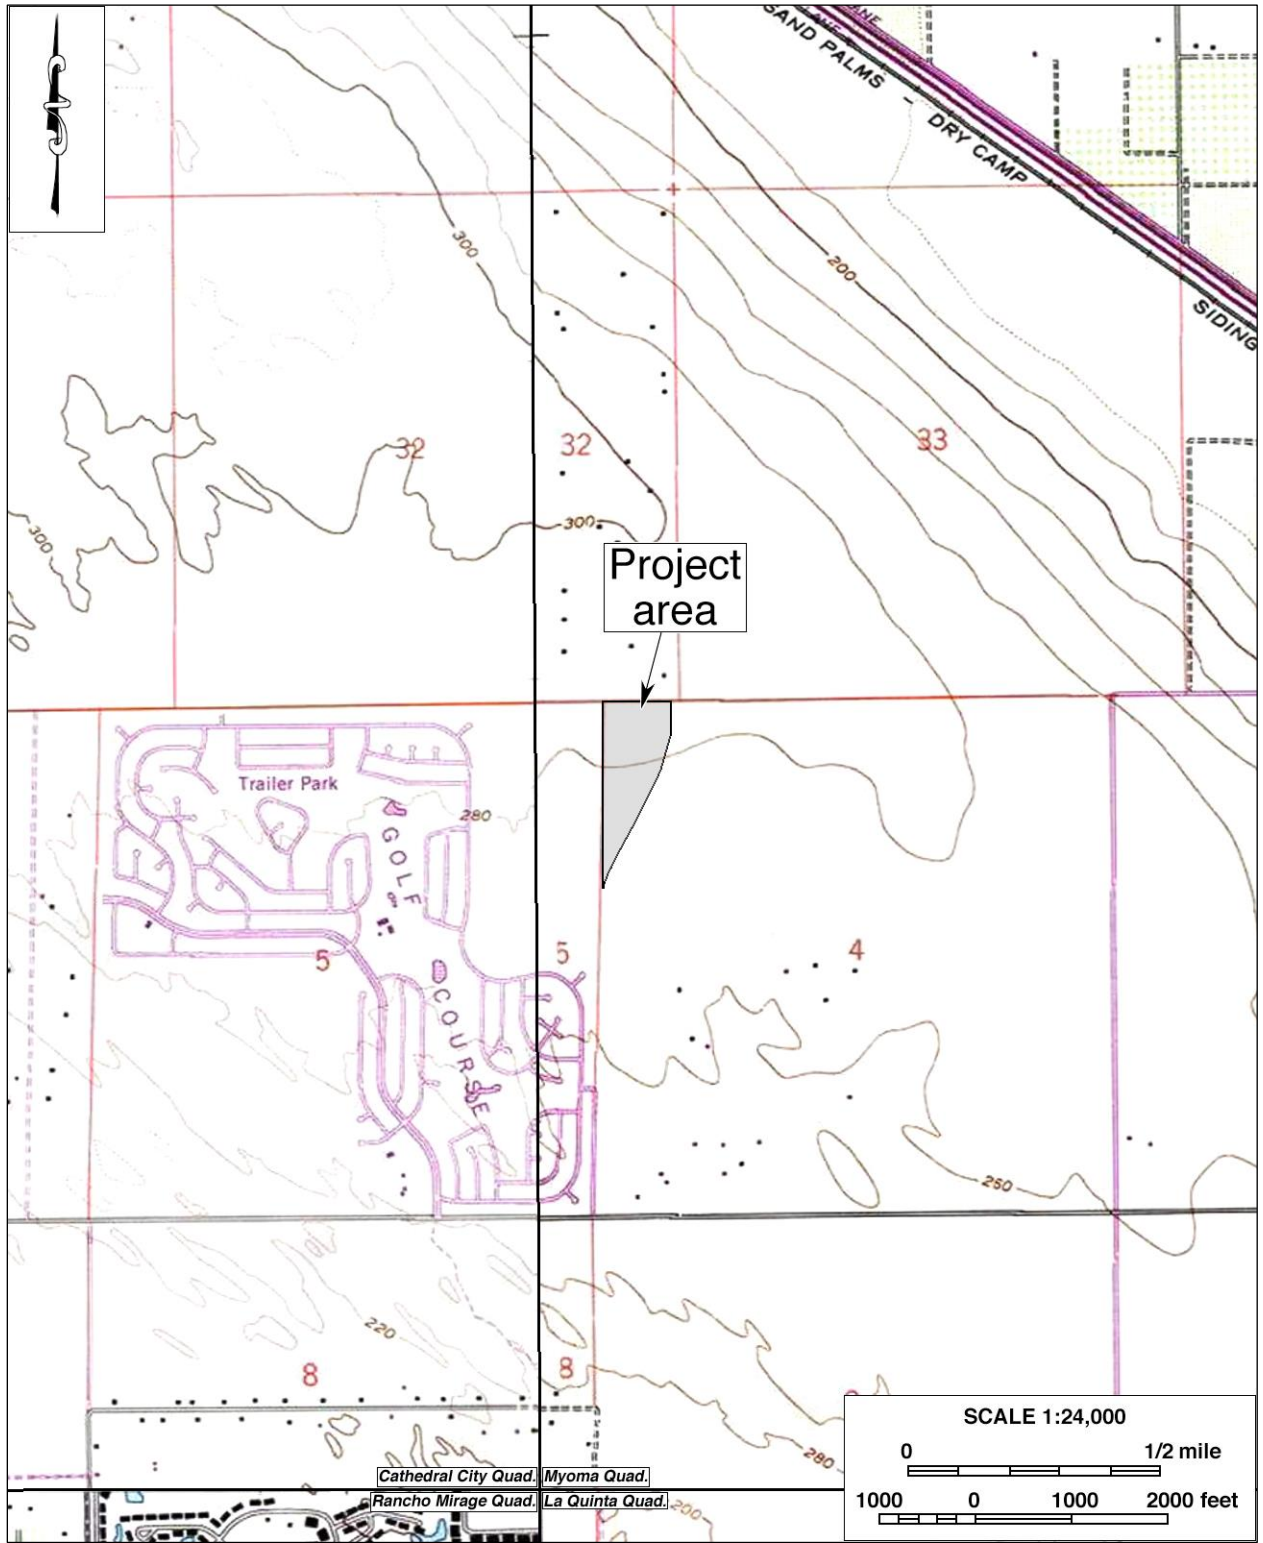 LANE
LANE
SAND PALMS - DRY CAMP
SIDING
300
200
32
32
33
300
300
Project
area
Trailer Park
280
GOLF
COURSE
5
5
4
260
220
8
8
280
200
Cathedral City Quad.
Myoma Quad.
Rancho Mirage Quad.
La Quinta Quad.
SCALE 1:24,000
0 1/2 mile
1000 0 1000 2000 feet